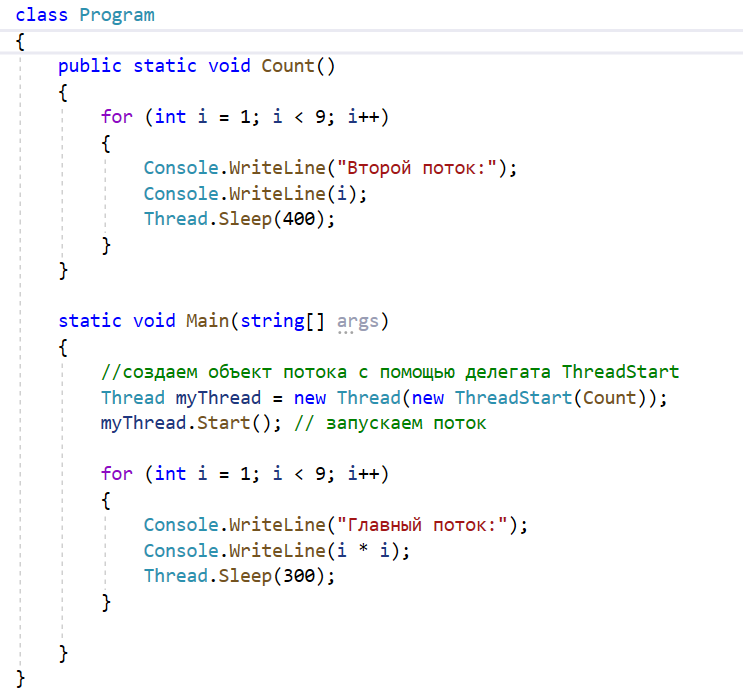 class Program
{
    public static void Count()
    {
        for (int i = 1; i < 9; i++)
        {
            Console.WriteLine("Второй поток:");
            Console.WriteLine(i);
            Thread.Sleep(400);
        }
    }

    static void Main(string[] args)
    {
        //создаем объект потока с помощью делегата ThreadStart
        Thread myThread = new Thread(new ThreadStart(Count));
        myThread.Start(); // запускаем поток

        for (int i = 1; i < 9; i++)
        {
            Console.WriteLine("Главный поток:");
            Console.WriteLine(i * i);
            Thread.Sleep(300);
        }

    }
}